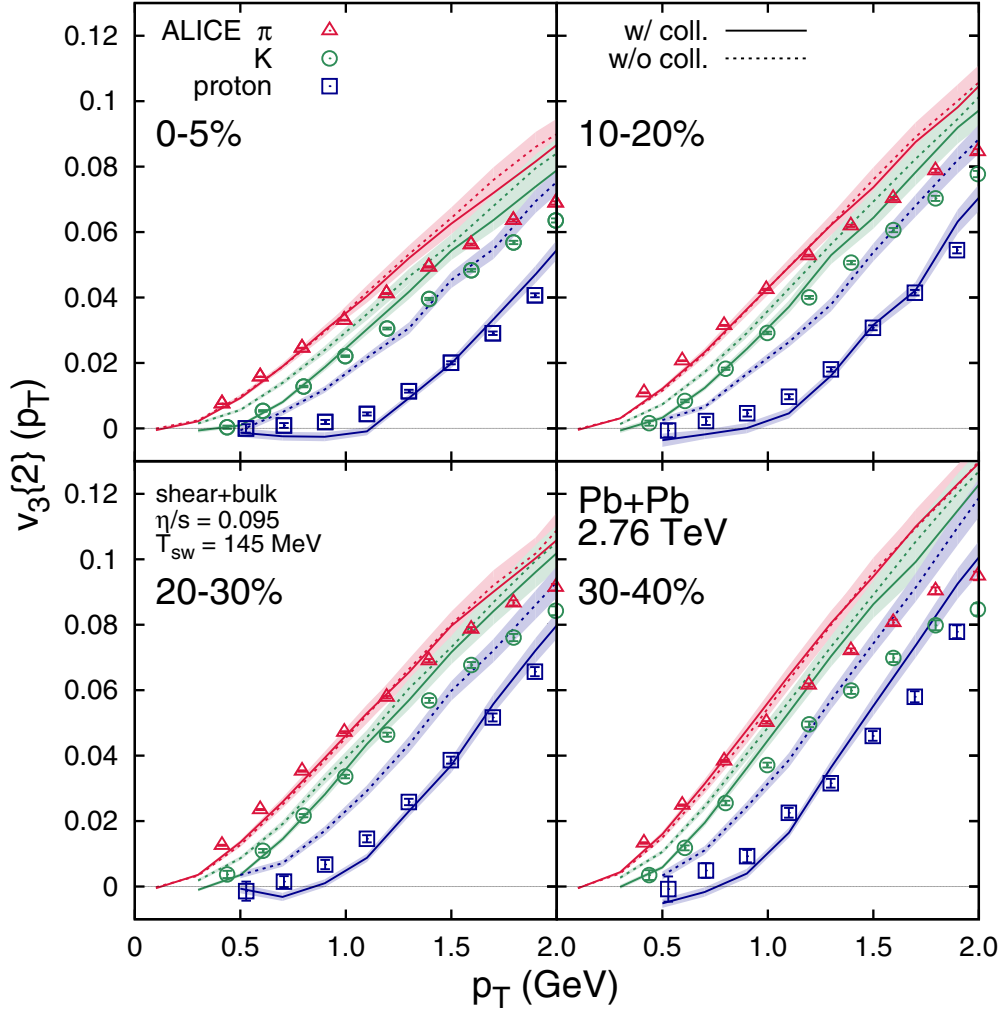 0.12
0.1
0.08
0.06
0.04
0.02
0
ALICE π
K
proton
0-5%
w/ coll.
w/o coll.
10-20%
v3{2} (pT)
0.12
0.1
0.08
0.06
0.04
0.02
0
shear+bulk
η/s = 0.095
Tsw = 145 MeV
20-30%
Pb+Pb
2.76 TeV
30-40%
0 0.5 1.0 1.5 2.0 0.5 1.0 1.5 2.0
pT (GeV)